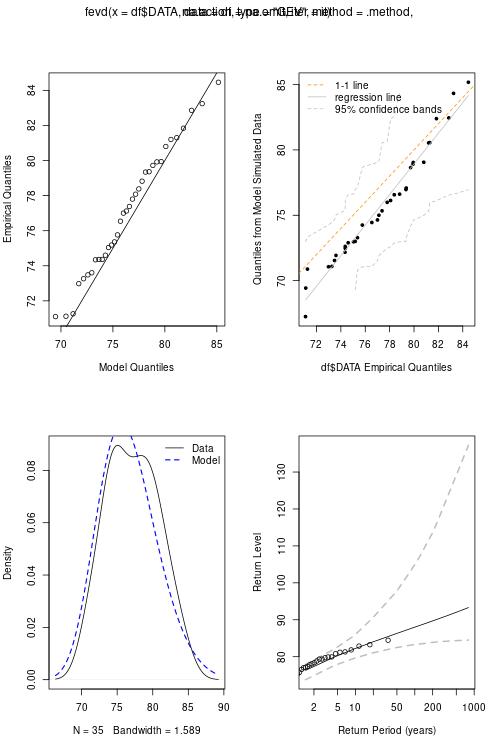 fevd(x = df$DATA, data = df, type = "GEV", method = .method,
84
82
80
78
76
74
72
Empirical Quantiles
70 75 80 85
Model Quantiles
1-1 line
regression line
95% confidence bands
85
80
75
70
Quantiles from Model Simulated Data
72 74 76 78 80 82 84
df$DATA Empirical Quantiles
Data
Model
0.08
0.06
0.04
0.02
0.00
Density
70 75 80 85 90
N = 35 Bandwidth = 1.589
130
120
110
100
90
80
Return Level
2 5 10 50 200 1000
Return Period (years)